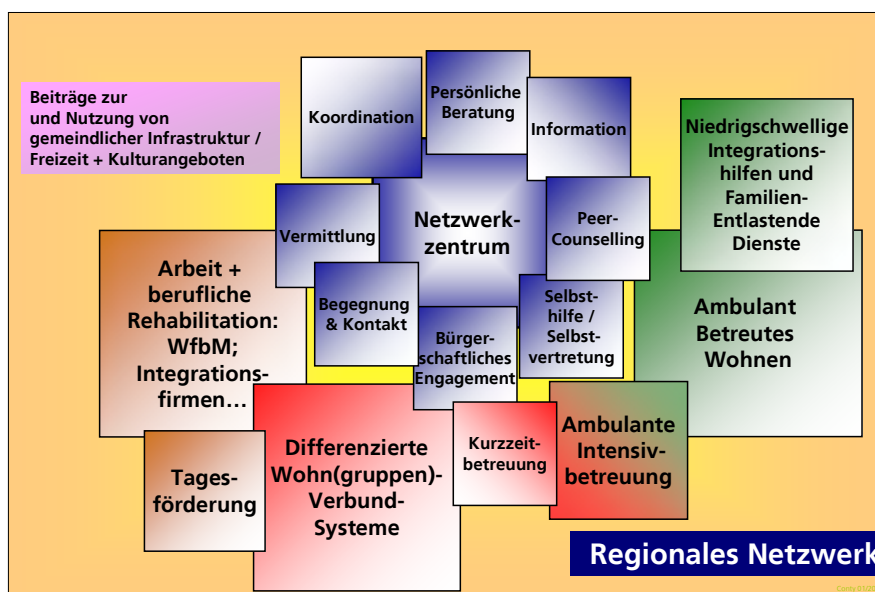 Beiträge zur
und Nutzung von
gemeindlicher Infrastruktur /
Freizeit + Kulturangeboten
Koordination
Persönliche
Beratung
Information
Niedrigschwellige
Integrations-
hilfen und
Familien-
Entlastende
Dienste
Vermittlung
Netzwerk-
zentrum
Peer-
Counselling
Arbeit +
berufliche
Rehabilitation:
WfbM;
Integrations-
firmen…
Begegnung
& Kontakt
Bürger-
schaftliches
Engagement
Selbst-
hilfe /
Selbst-
vertretung
Ambulant
Betreutes
Wohnen
Tages-
förderung
Differenzierte
Wohn(gruppen)-
Verbund-
Systeme
Kurzzeit-
betreuung
Ambulante
Intensiv-
betreuung
Regionales Netzwerk